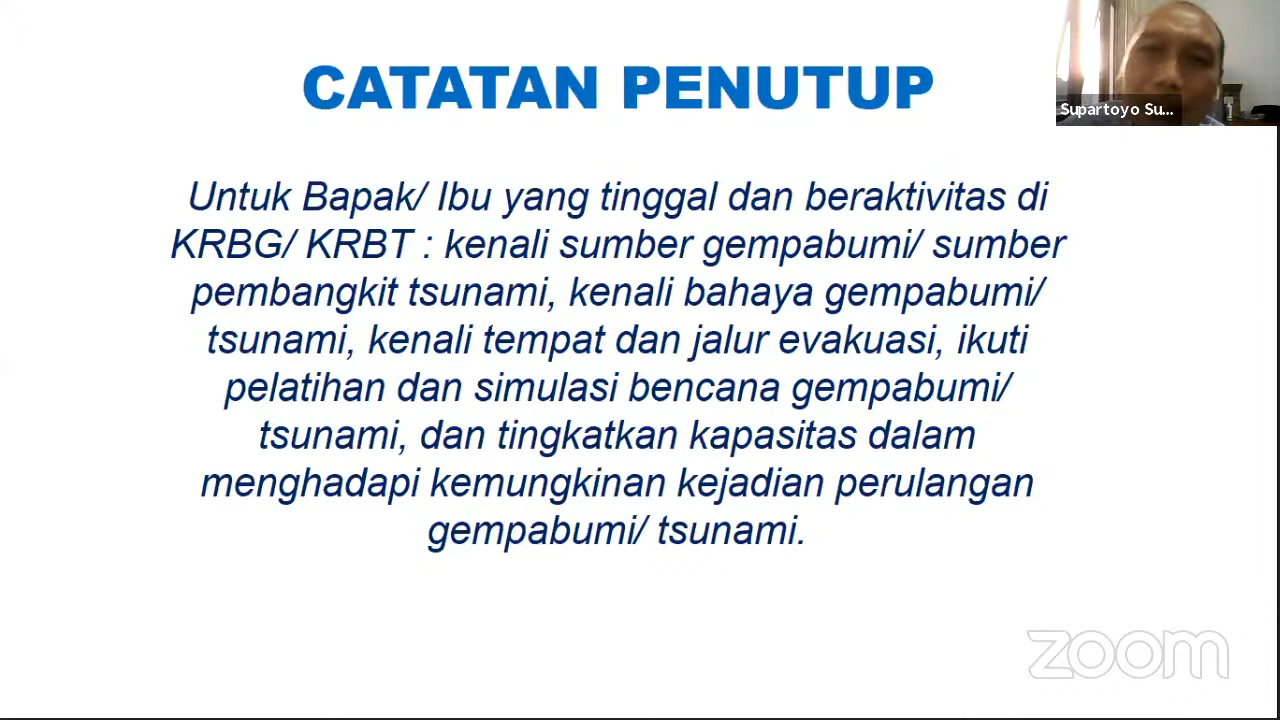 CATATAN PENUTUP
Supartoyo Su...
Untuk Bapak/ Ibu yang tinggal dan beraktivitas di
KRBG/ KRBT : kenali sumber gempabumi/ sumber
pembangkit tsunami, kenali bahaya gempabumi/
tsunami, kenali tempat dan jalur evakuasi, ikuti
pelatihan dan simulasi bencana gempabumi/
tsunami, dan tingkatkan kapasitas dalam
menghadapi kemungkinan kejadian perulangan
gempabumi/ tsunami.
zoom